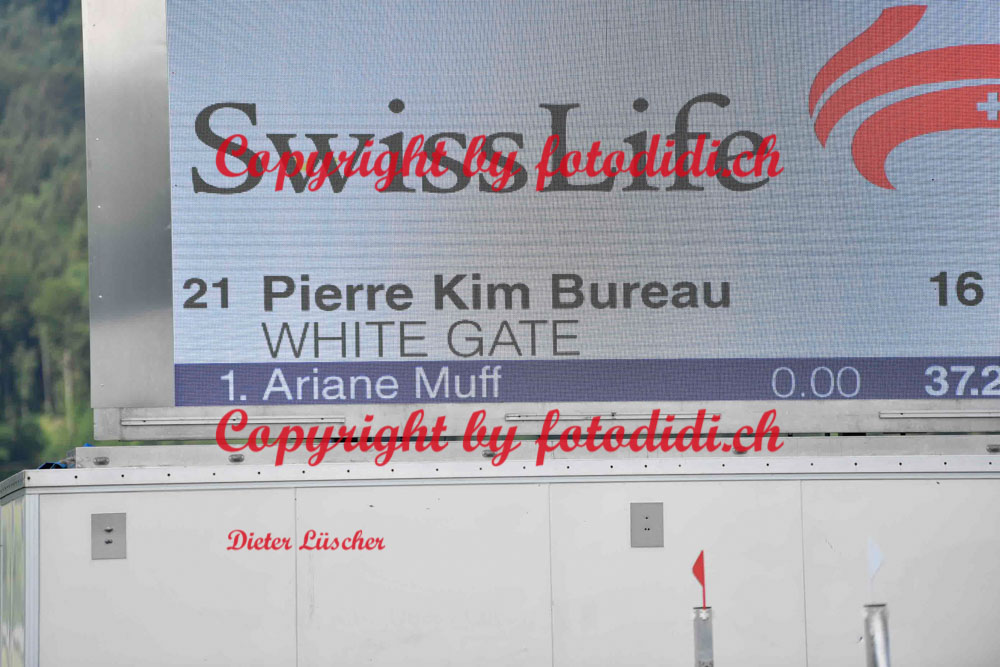 SwissLife
Copyright by fotodidi.ch
21 Pierre Kim Bureau 16
WHITE GATE
1. Ariane Muff 0.00 37.2
Copyright by fotodidi.ch
Dieter Lüscher